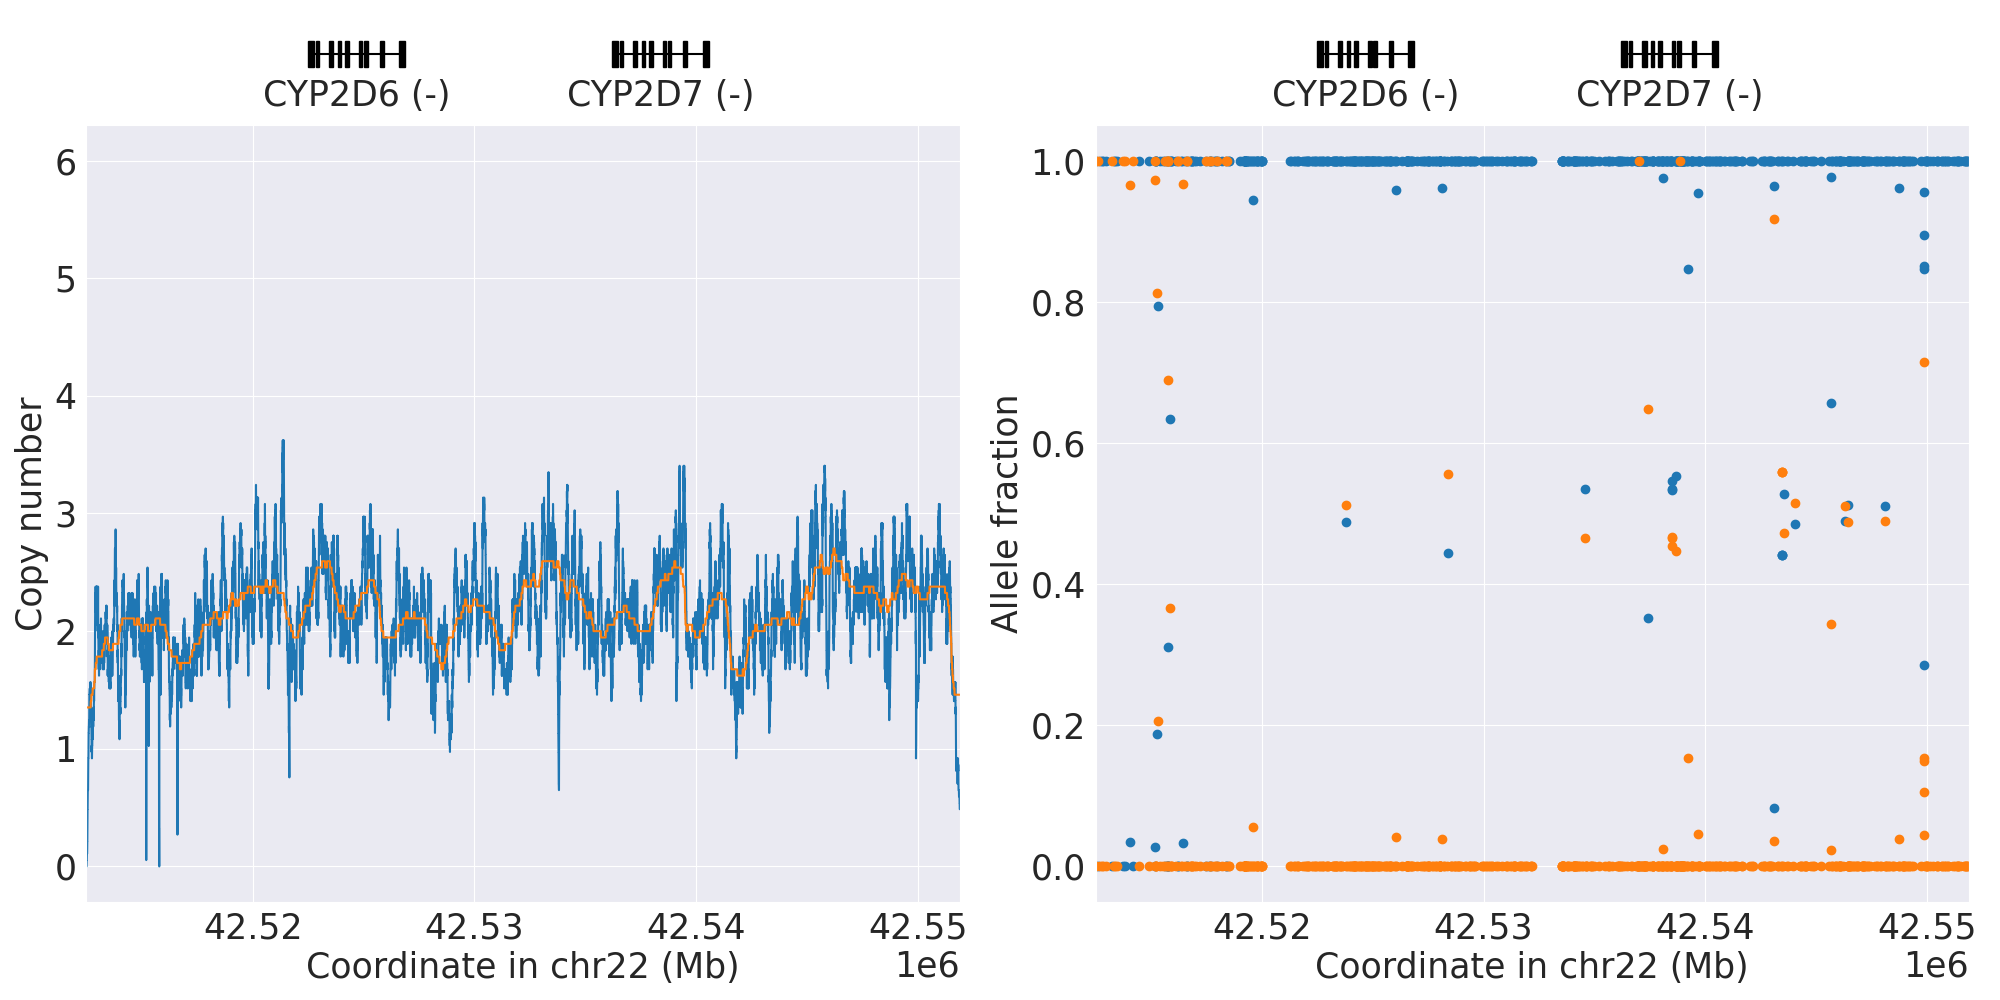 CYP2D6 (-) CYP2D7 (-)
6
5
4
3
2
1
0
Copy number
42.52 42.53 42.54 42.55
Coordinate in chr22 (Mb)
1e6
CYP2D6 (-) CYP2D7 (-)
1.0
0.8
0.6
0.4
0.2
0.0
Allele fraction
42.52 42.53 42.54 42.55
Coordinate in chr22 (Mb)
1e6